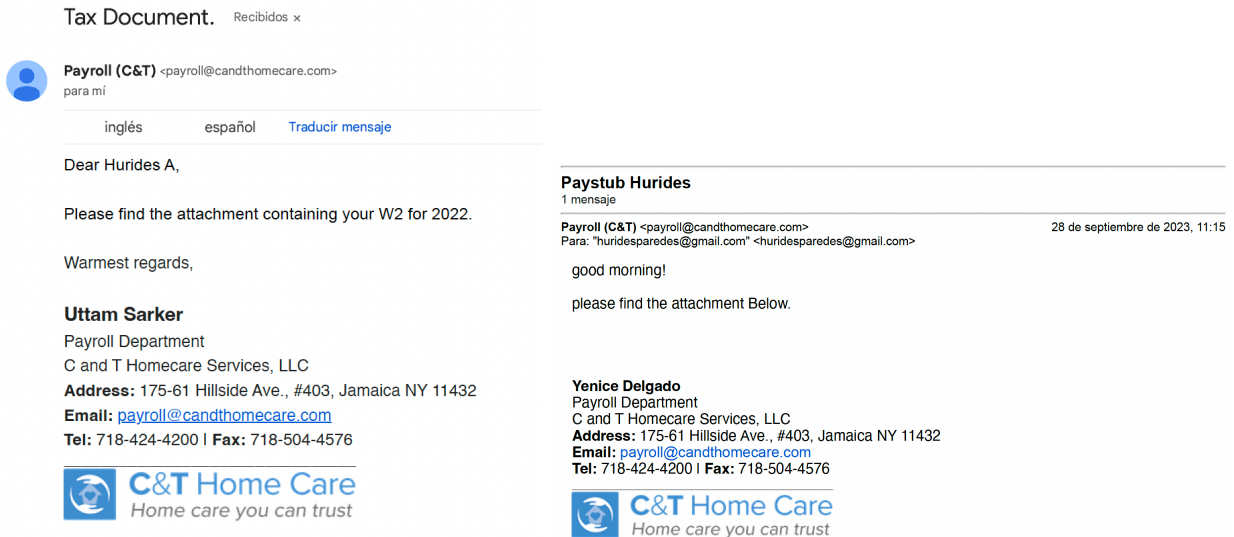 Tax Document. Recibidos x
Payroll (C&T) <payroll@candthomecare.com>
para mí
inglés español Traducir mensaje
Dear Hurides A,
Please find the attachment containing your W2 for 2022.
Warmest regards,
Uttam Sarker
Payroll Department
C and T Homecare Services, LLC
Address: 175-61 Hillside Ave., #403, Jamaica NY 11432
Email: payroll@candthomecare.com
Tel: 718-424-4200 | Fax: 718-504-4576
C&T Home Care
Home care you can trust
Paystub Hurides
1 mensaje
Payroll (C&T) <payroll@candthomecare.com> 28 de septiembre de 2023, 11:15
Para: "huridesparedes@gmail.com" <huridesparedes@gmail.com>
good morning!
please find the attachment Below.
Yenice Delgado
Payroll Department
C and T Homecare Services, LLC
Address: 175-61 Hillside Ave., #403, Jamaica NY 11432
Email: payroll@candthomecare.com
Tel: 718-424-4200 | Fax: 718-504-4576
C&T Home Care
Home care you can trust